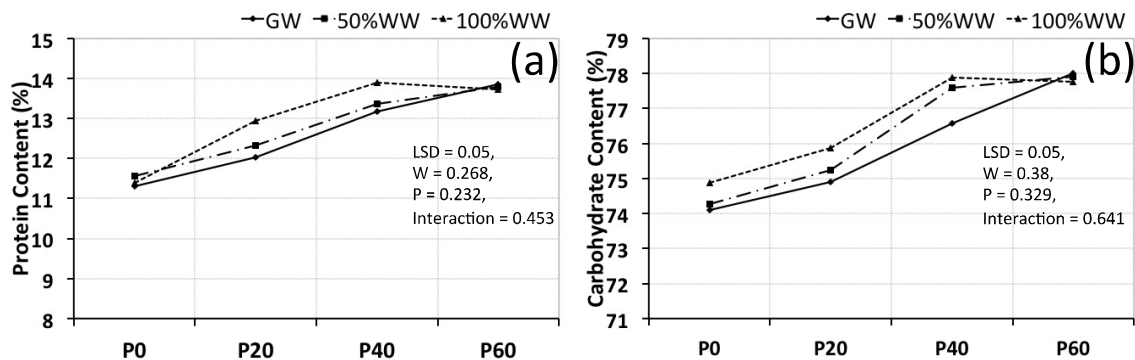 GW 50%WW 100%WW
(a)
Protein Content (%)
15
14
13
12
11
10
9
8
LSD = 0.05,
W = 0.268,
P = 0.232,
Interaction = 0.453
P0 P20 P40 P60
GW 50%WW 100%WW
(b)
Carbohydrate Content (%)
79
78
77
76
75
74
73
72
71
LSD = 0.05,
W = 0.38,
P = 0.329,
Interaction = 0.641
P0 P20 P40 P60